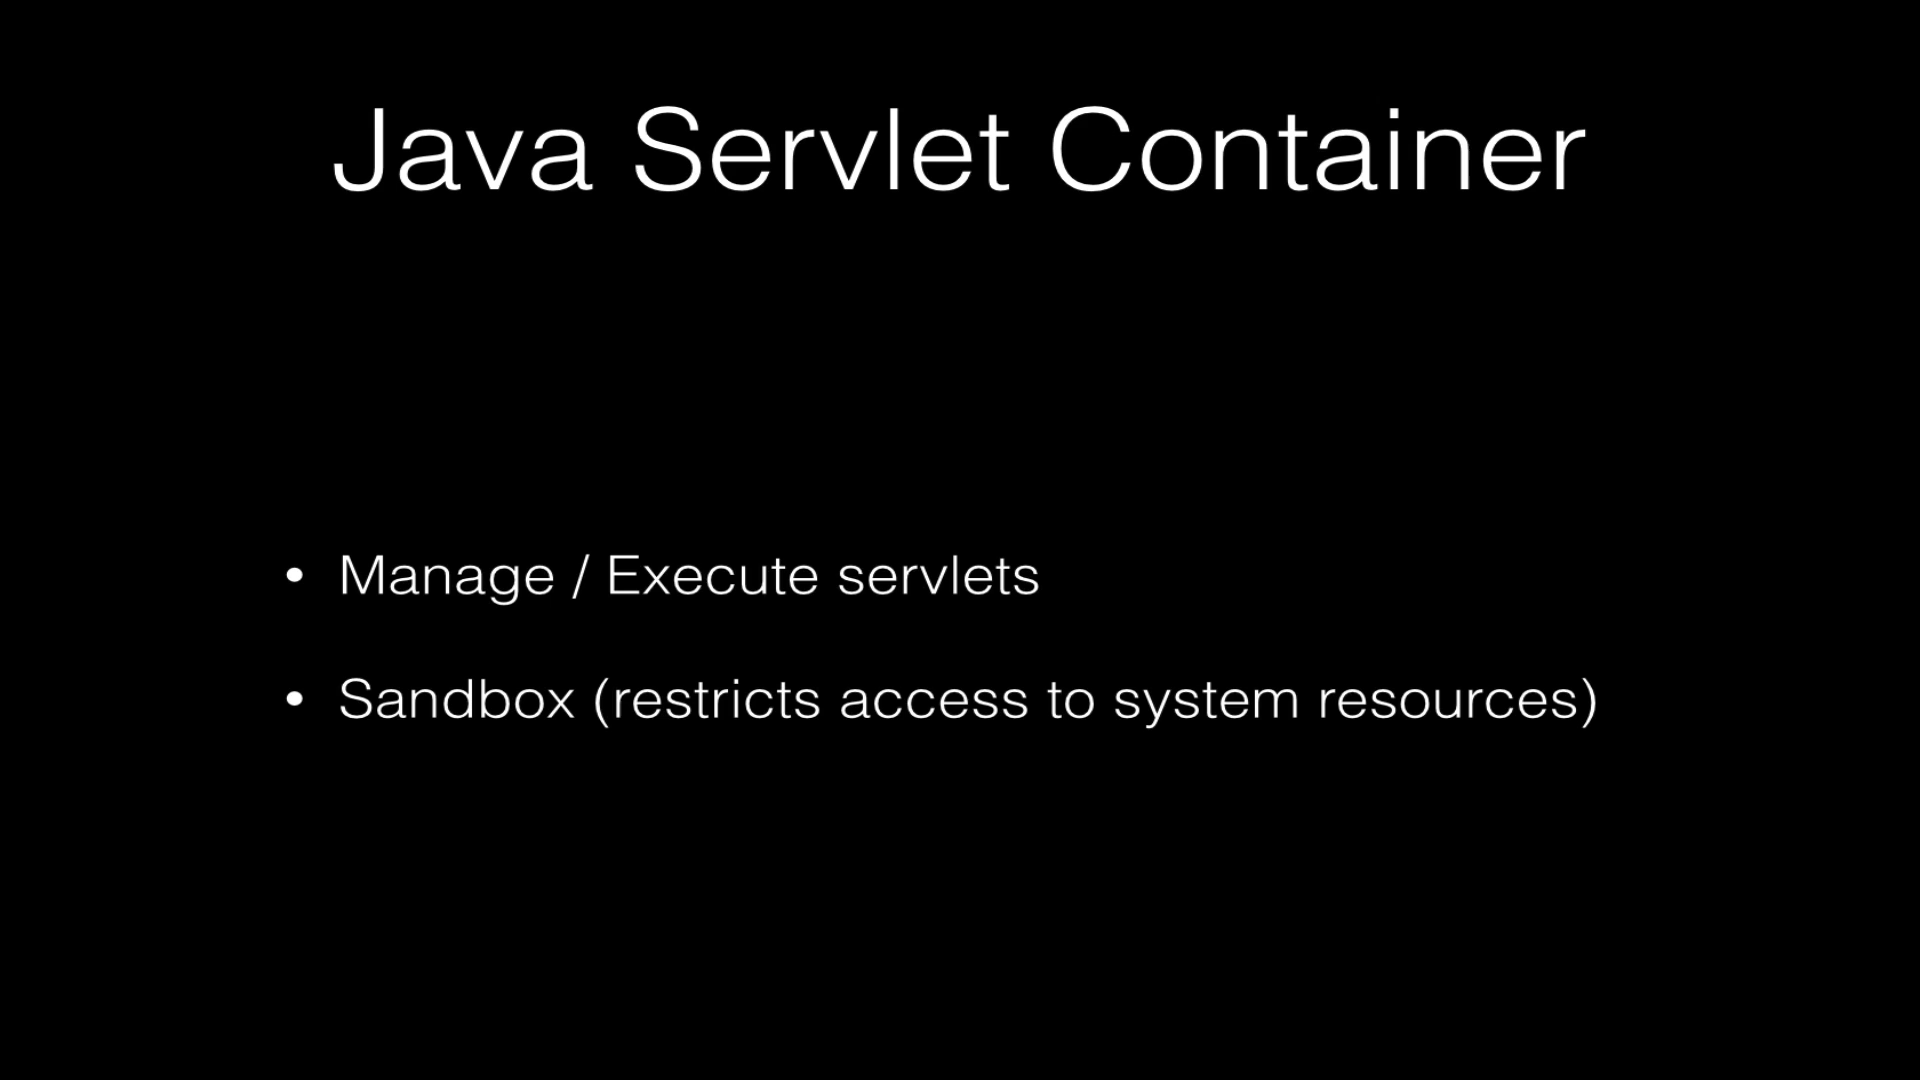 Java Servlet Container
• Manage / Execute servlets
• Sandbox (restricts access to system resources)